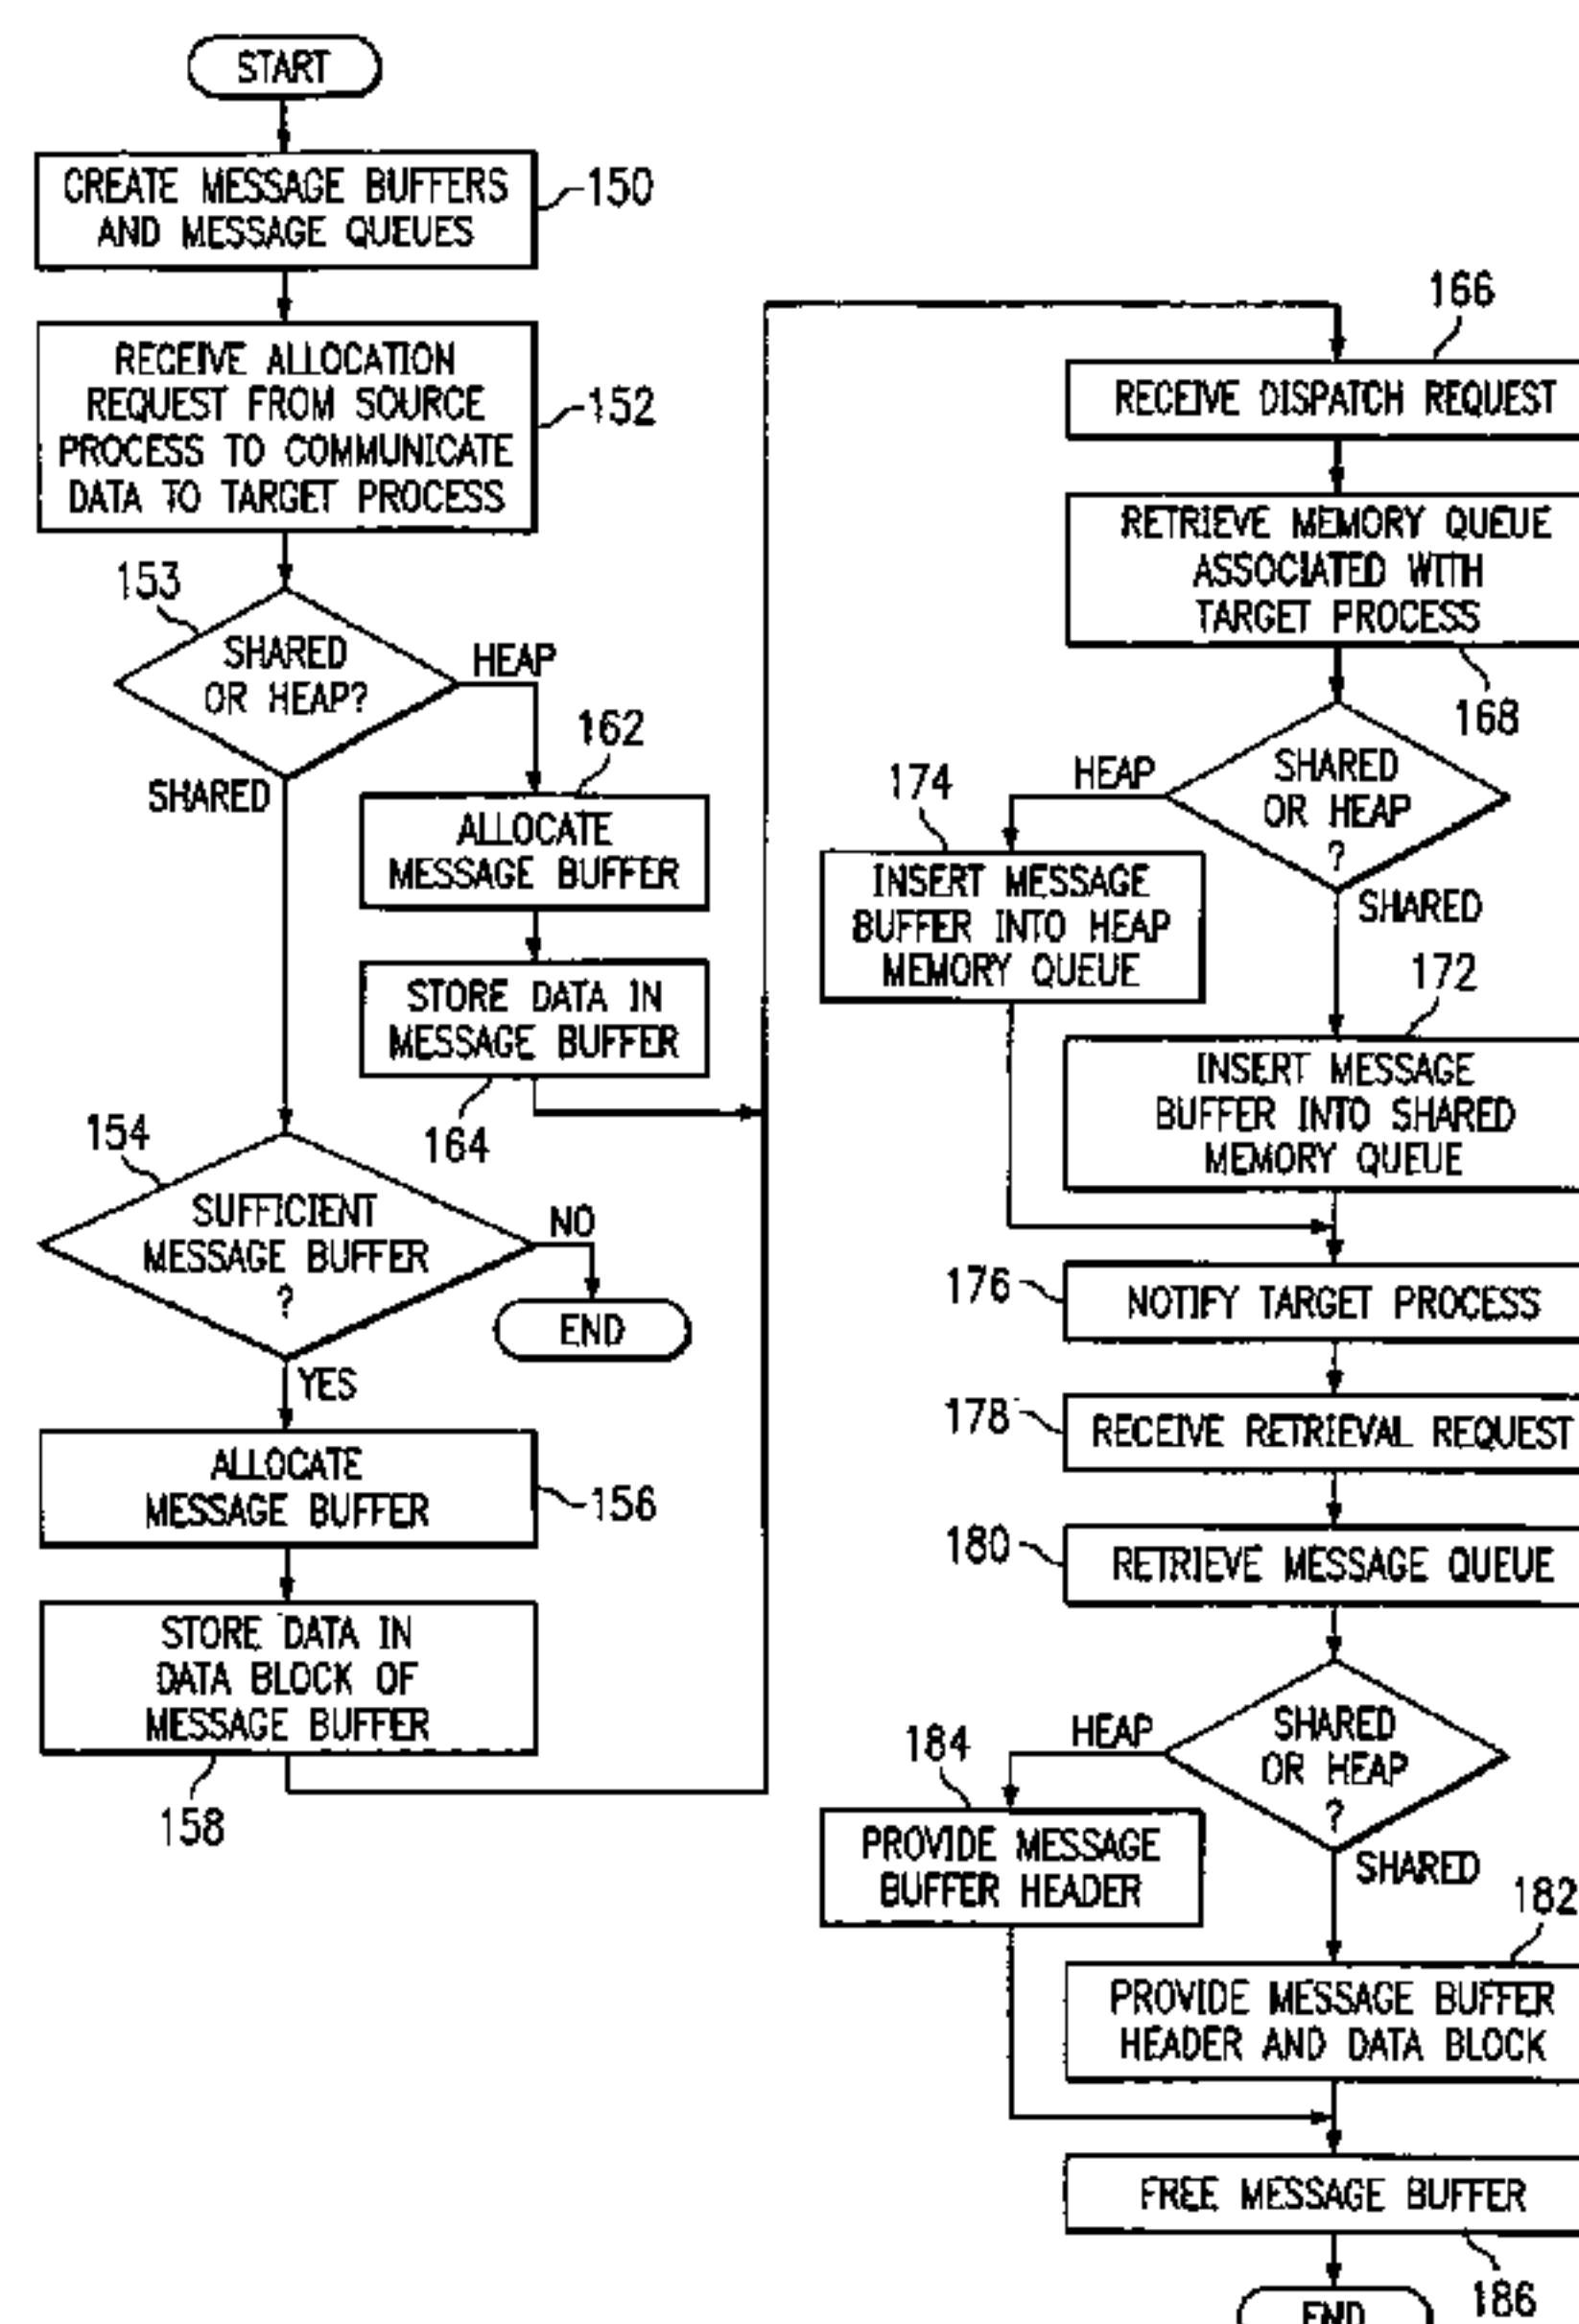 START
CREATE MESSAGE BUFFERS
AND MESSAGE QUEUES
150
RECEIVE ALLOCATION
REQUEST FROM SOURCE
PROCESS TO COMMUNICATE
DATA TO TARGET PROCESS
152
153
SHARED
OR HEAP?
HEAP
SHARED
162
ALLOCATE
MESSAGE BUFFER
STORE DATA IN
MESSAGE BUFFER
164
154
SUFFICIENT
MESSAGE BUFFER
?
NO
END
YES
ALLOCATE
MESSAGE BUFFER
156
STORE DATA IN
DATA BLOCK OF
MESSAGE BUFFER
158
166
RECEIVE DISPATCH REQUEST
RETRIEVE MEMORY QUEUE
ASSOCIATED WITH
TARGET PROCESS
168
SHARED
OR HEAP
?
HEAP
SHARED
174
INSERT MESSAGE
BUFFER INTO HEAP
MEMORY QUEUE
172
INSERT MESSAGE
BUFFER INTO SHARED
MEMORY QUEUE
176
NOTIFY TARGET PROCESS
178
RECEIVE RETRIEVAL REQUEST
180
RETRIEVE MESSAGE QUEUE
SHARED
OR HEAP
?
HEAP
SHARED
184
PROVIDE MESSAGE
BUFFER HEADER
182
PROVIDE MESSAGE BUFFER
HEADER AND DATA BLOCK
FREE MESSAGE BUFFER
186
END